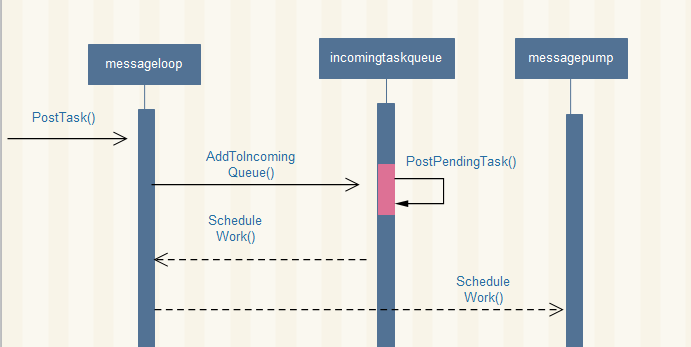 messageloop
incomingtaskqueue
messagepump
PostTask()
AddToIncoming
Queue()
PostPendingTask()
Schedule
Work()
Schedule
Work()